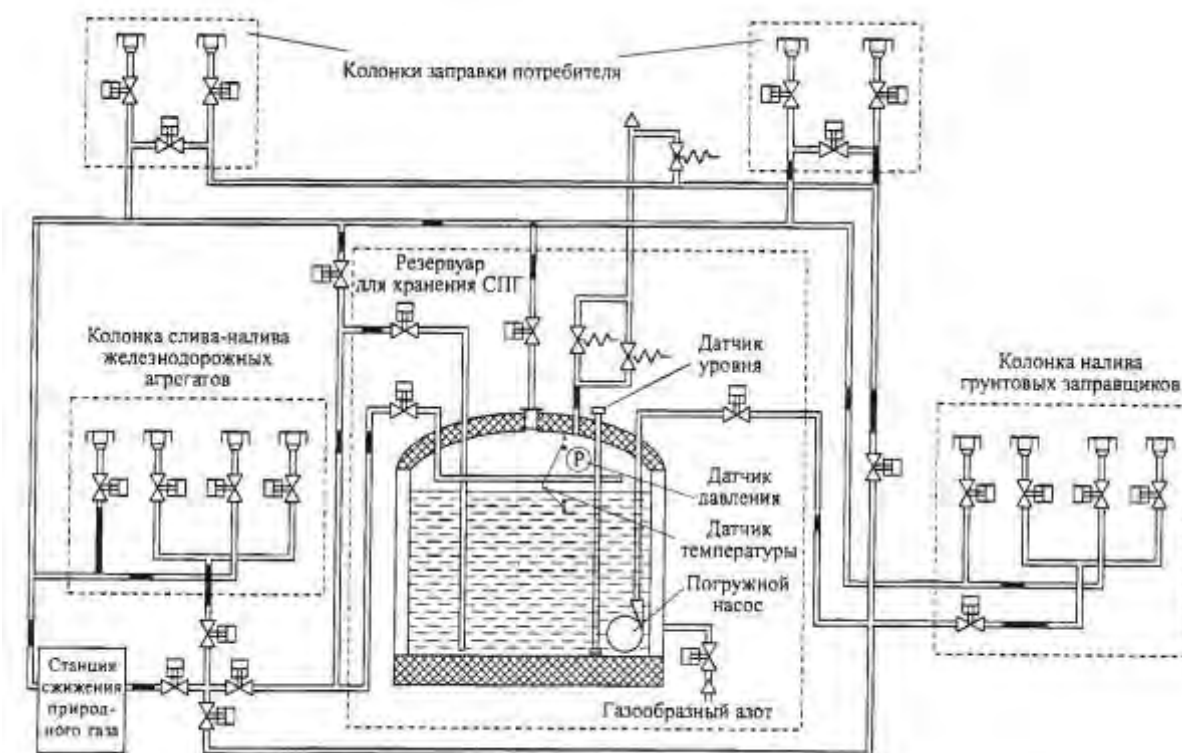 Колонки заправки потребителя
Резервуар
для хранения СПГ
Колонка слива-налива
железнодорожных
агрегатов
Датчик
уровня
Колонка налива
грунтовых заправщиков
P
Датчик
давления
Датчик
температуры
Погружной
насос
Станция
сжижения
природ-
ного газа
Газообразный азот